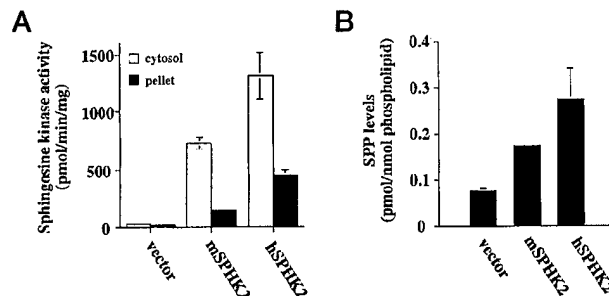 A
Sphingosine kinase activity
(pmol/min/mg)
1500
1000
500
0
cytosol
pellet
vector
mSPHK2
hSPHK2
B
SPP levels
(pmol/nmol phospholipid)
0.4
0.3
0.2
0.1
0
vector
mSPHK2
hSPHK2